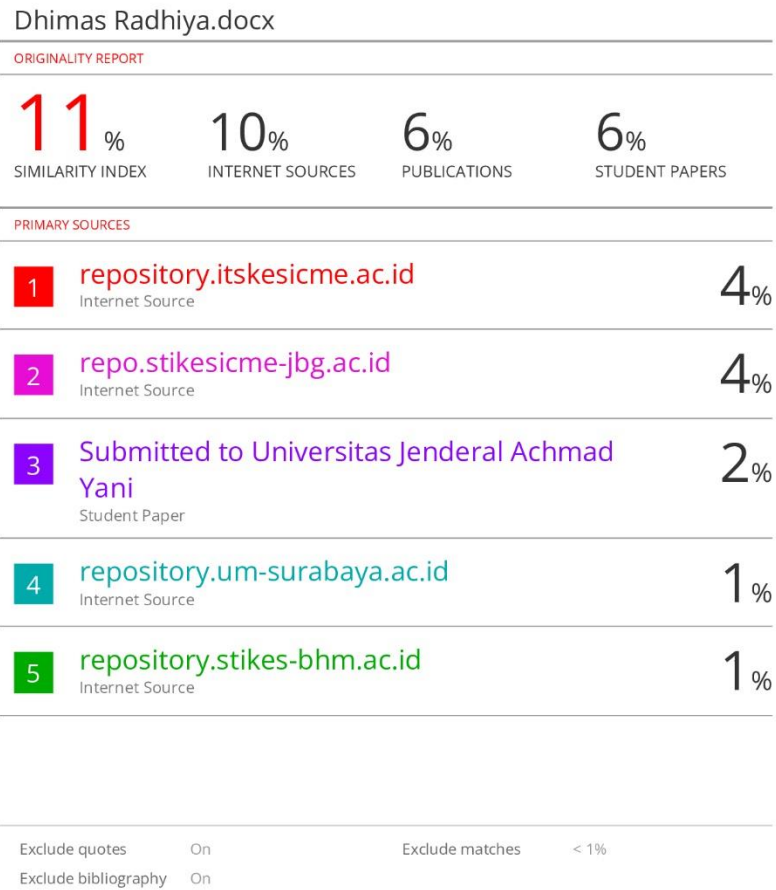 Dhimas Radhiya.docx
ORIGINALITY REPORT
11% 10% 6% 6%
SIMILARITY INDEX INTERNET SOURCES PUBLICATIONS STUDENT PAPERS
PRIMARY SOURCES
1 repository.itskesicme.ac.id 4%
Internet Source
2 repo.stikesicme-jbg.ac.id 4%
Internet Source
3 Submitted to Universitas Jenderal Achmad 2%
Yani
Student Paper
4 repository.um-surabaya.ac.id 1%
Internet Source
5 repository.stikes-bhm.ac.id 1%
Internet Source
Exclude quotes On Exclude matches < 1%
Exclude bibliography On